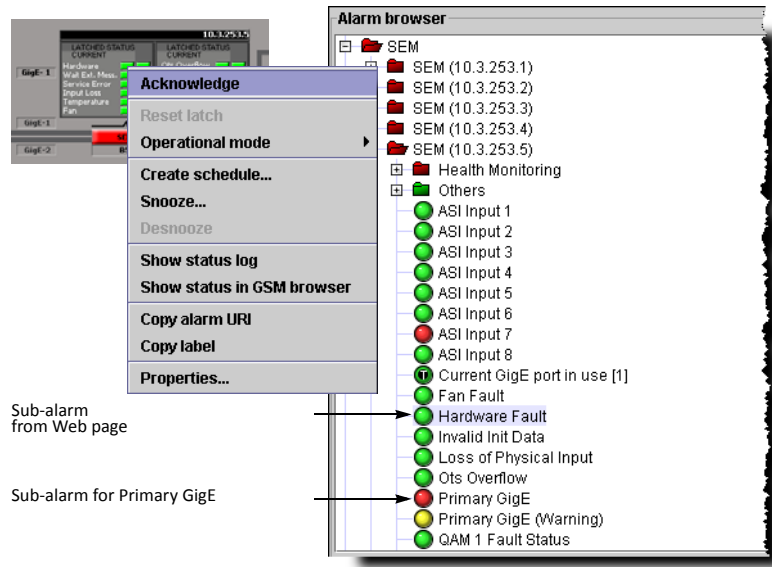 10.3.253.5
LATCHED STATUS
CURRENT
LATCHED STATUS
CURRENT
GigE- 1
Hardware
Wall Ext. Mess.
Service Error
Input Loss
Temperature
Fan
Ots Overflow
GigE-1
GigE-2
Acknowledge
Reset latch
Operational mode
Create schedule...
Snooze...
Desnooze
Show status log
Show status in GSM browser
Copy alarm URI
Copy label
Properties...
Sub-alarm
from Web page
Sub-alarm for Primary GigE
Alarm browser
SEM
SEM (10.3.253.1)
SEM (10.3.253.2)
SEM (10.3.253.3)
SEM (10.3.253.4)
SEM (10.3.253.5)
Health Monitoring
Others
ASI Input 1
ASI Input 2
ASI Input 3
ASI Input 4
ASI Input 5
ASI Input 6
ASI Input 7
ASI Input 8
Current GigE port in use [1]
Fan Fault
Hardware Fault
Invalid Init Data
Loss of Physical Input
Ots Overflow
Primary GigE
Primary GigE (Warning)
QAM 1 Fault Status